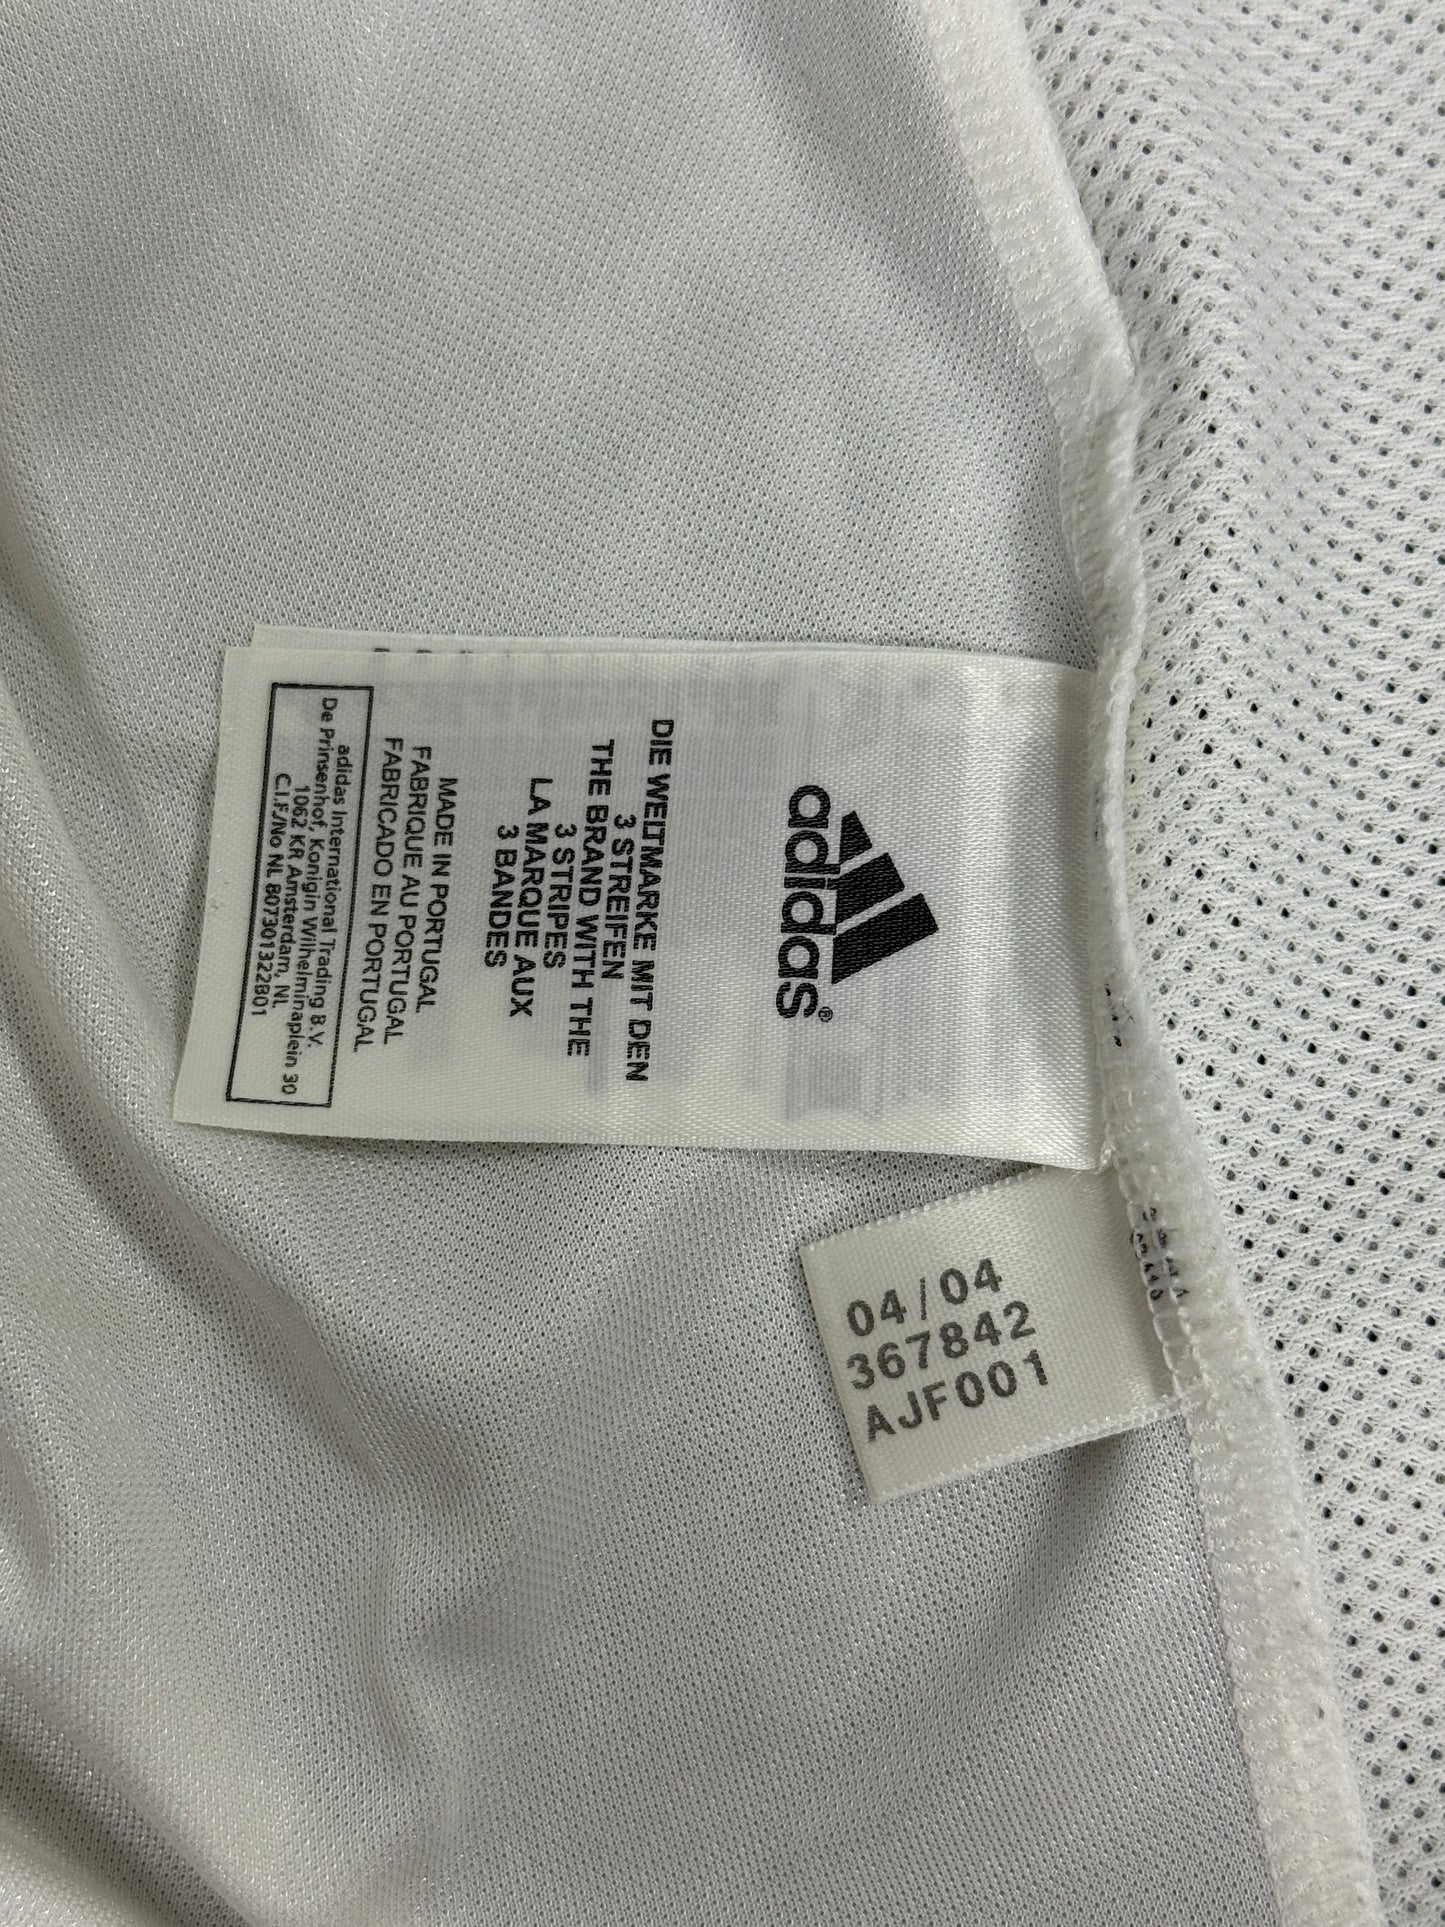 adidas®
DIE WELTMARKE MIT DEN
3 STREIFEN
THE BRAND WITH THE
3 STRIPES
LA MARQUE AUX
3 BANDES
MADE IN PORTUGAL
FABRIQUE AU PORTUGAL
FABRICADO EN PORTUGAL
adidas International Trading B.V.
De Prinsenhof, Konigin Wilhelminaplein 30
1062 KR Amsterdam, NL
C.I.F./No NL 807301322B01
04/04
367842
AJF001